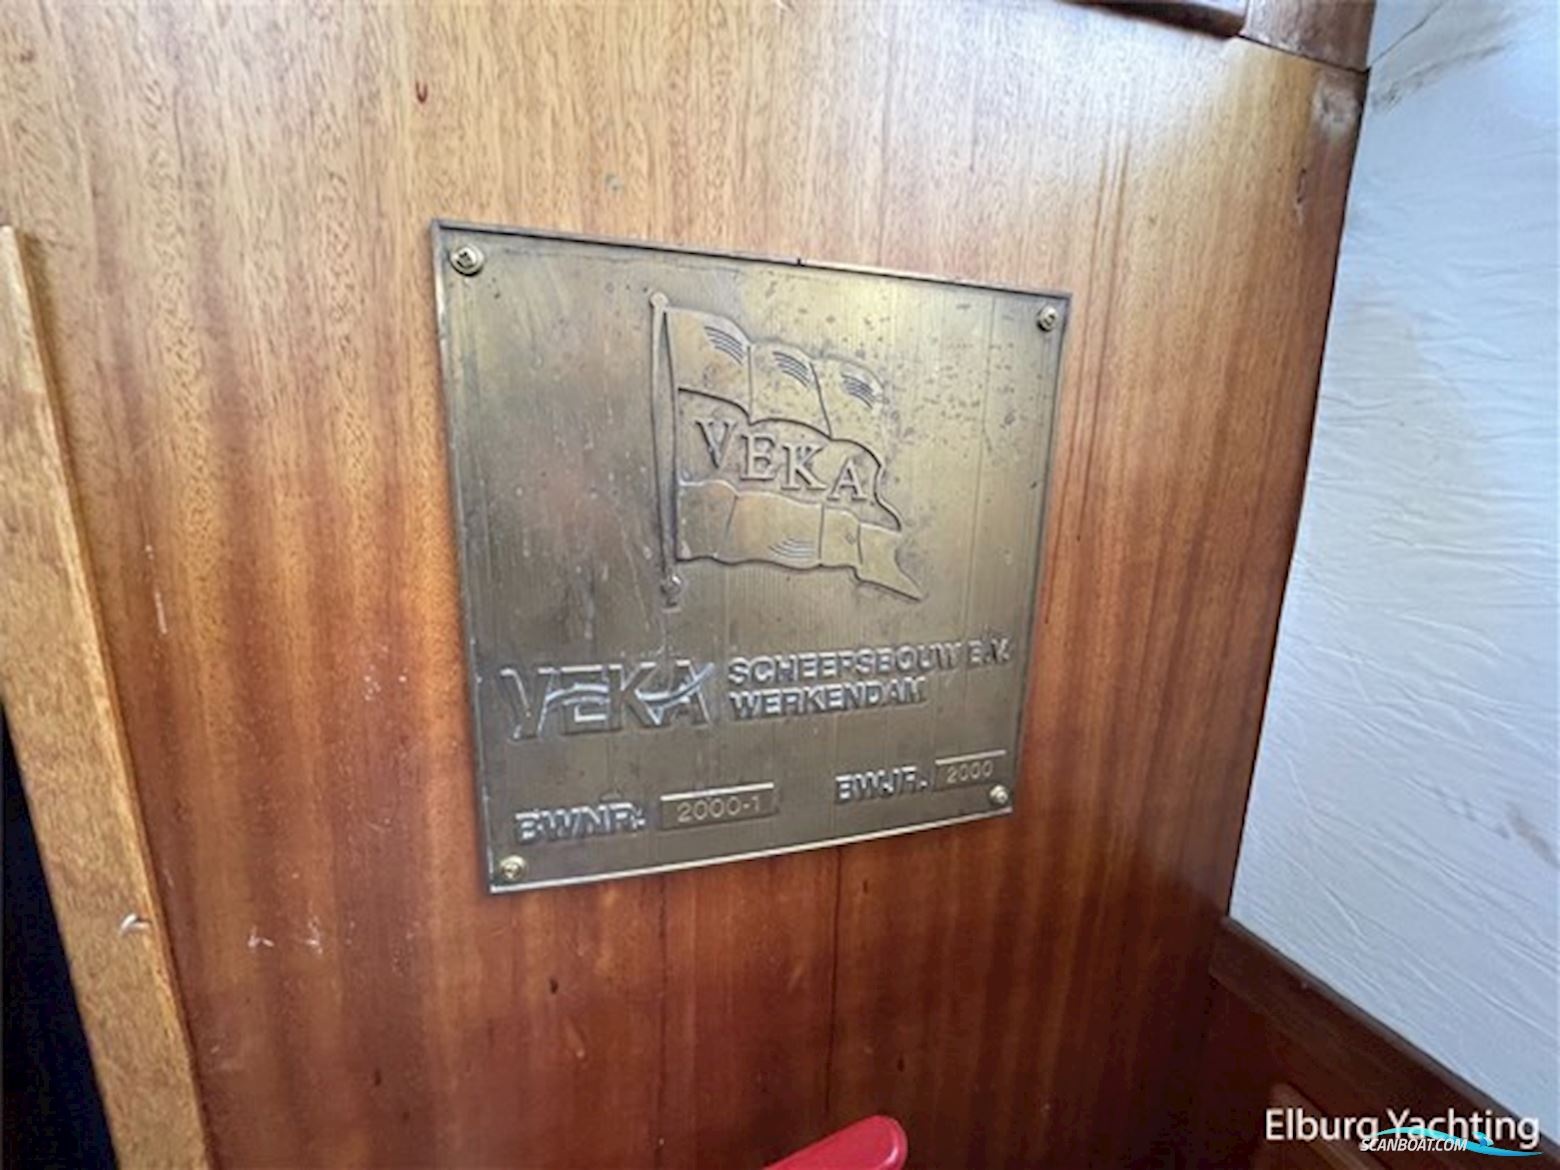 VEKA
VEKA SCHEEPSBOUW B.V.
WERKENDAM
BWNR: 2000-1 BWJR. 2000
Elburg Yachting
SCANBOAT.COM